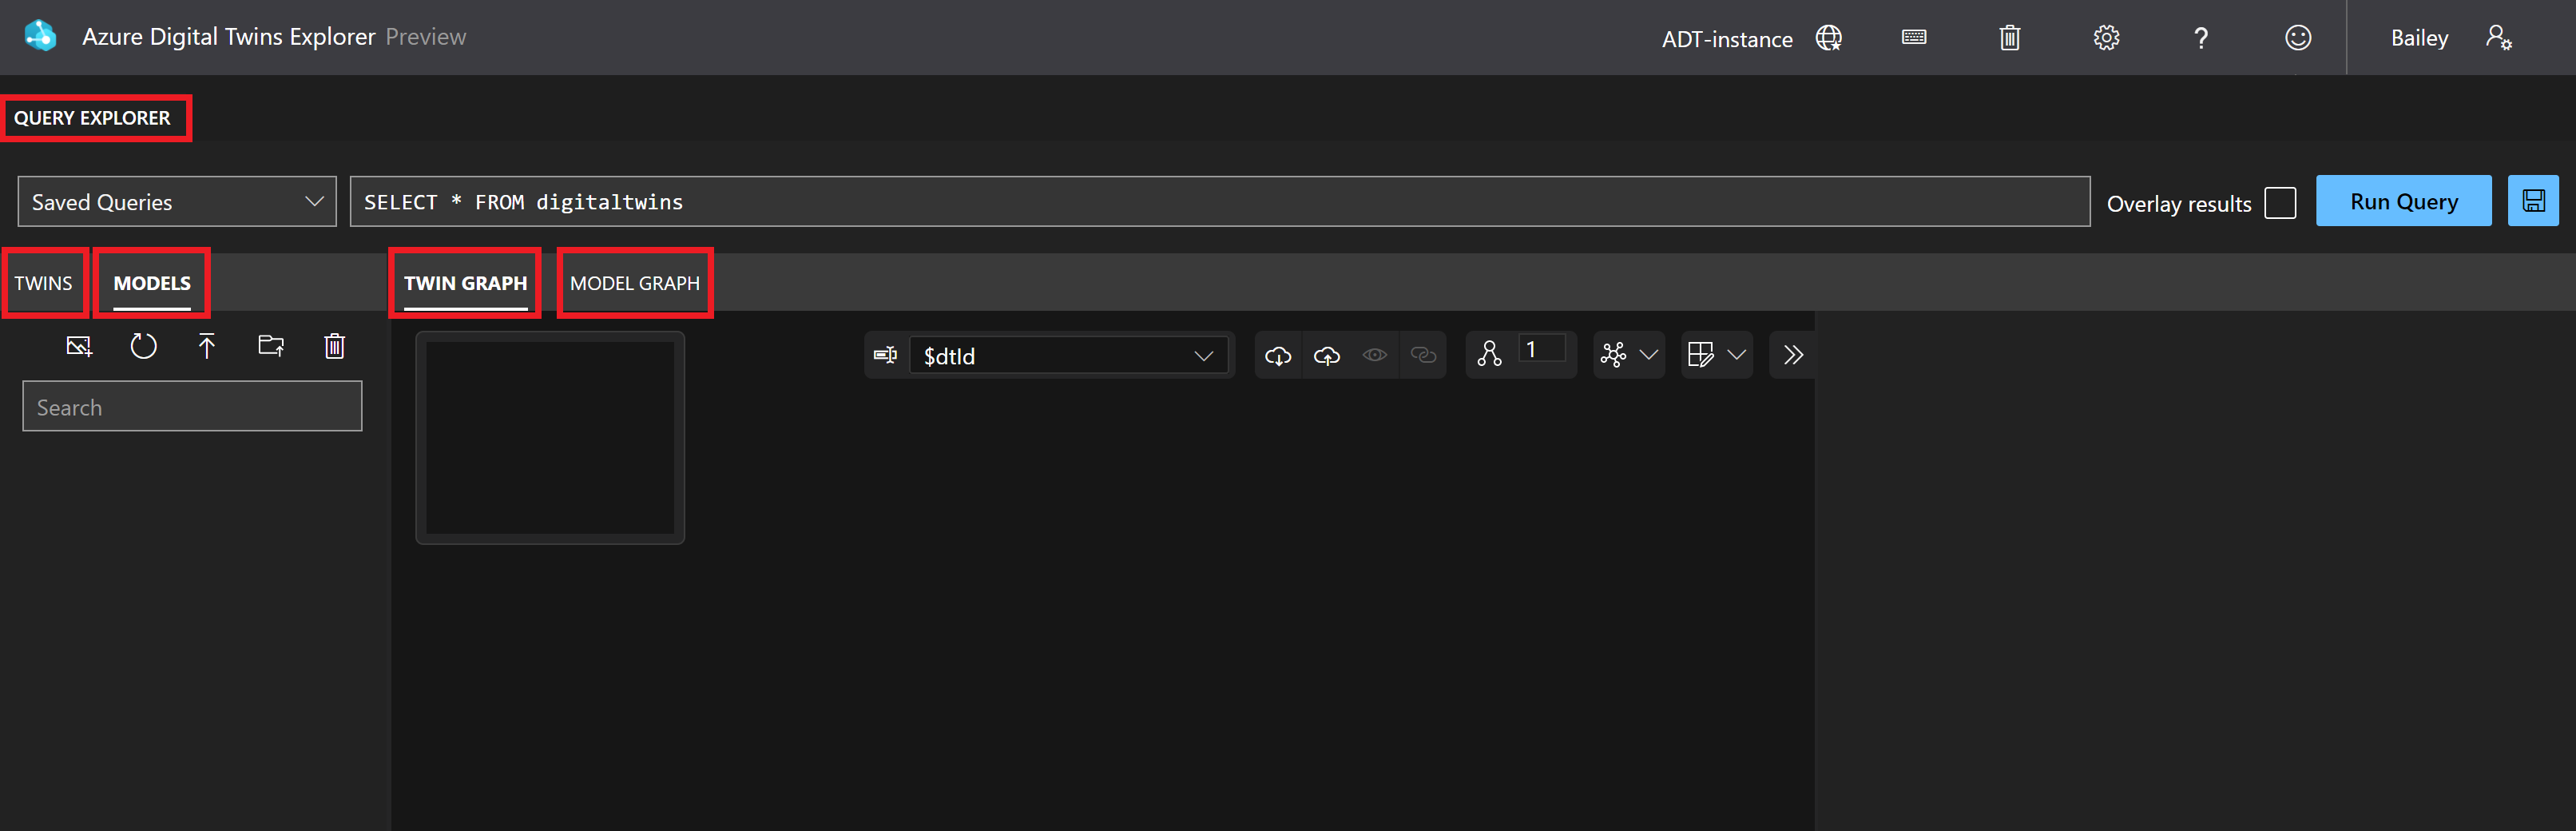 Azure Digital Twins Explorer Preview
ADT-instance
?
Bailey
QUERY EXPLORER
Saved Queries
SELECT * FROM digitaltwins
Overlay results
Run Query
TWINS
MODELS
TWIN GRAPH
MODEL GRAPH
$dtId
1
Search